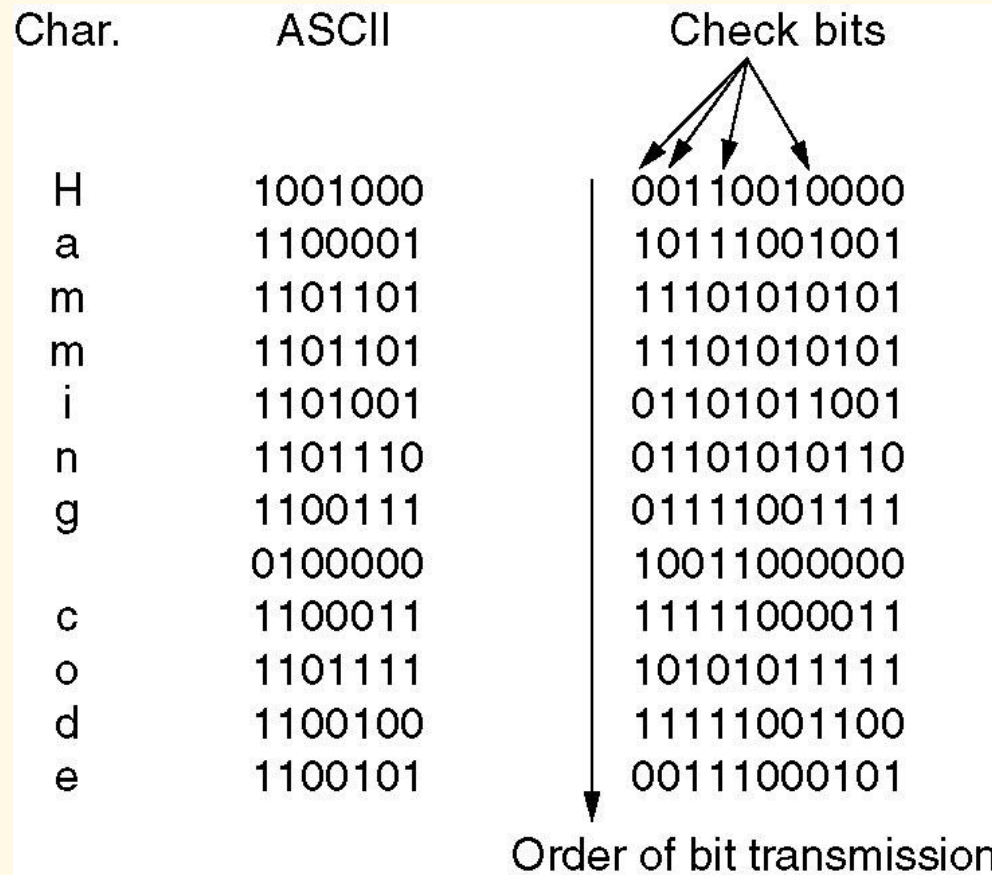 Char. ASCII Check bits
H 1001000 00110010000
a 1100001 10111001001
m 1101101 11101010101
m 1101101 11101010101
i 1101001 01101011001
n 1101110 01101010110
g 1100111 01111001111
0100000 10011000000
c 1100011 11111000011
o 1101111 10101011111
d 1100100 11111001100
e 1100101 00111000101
Order of bit transmission